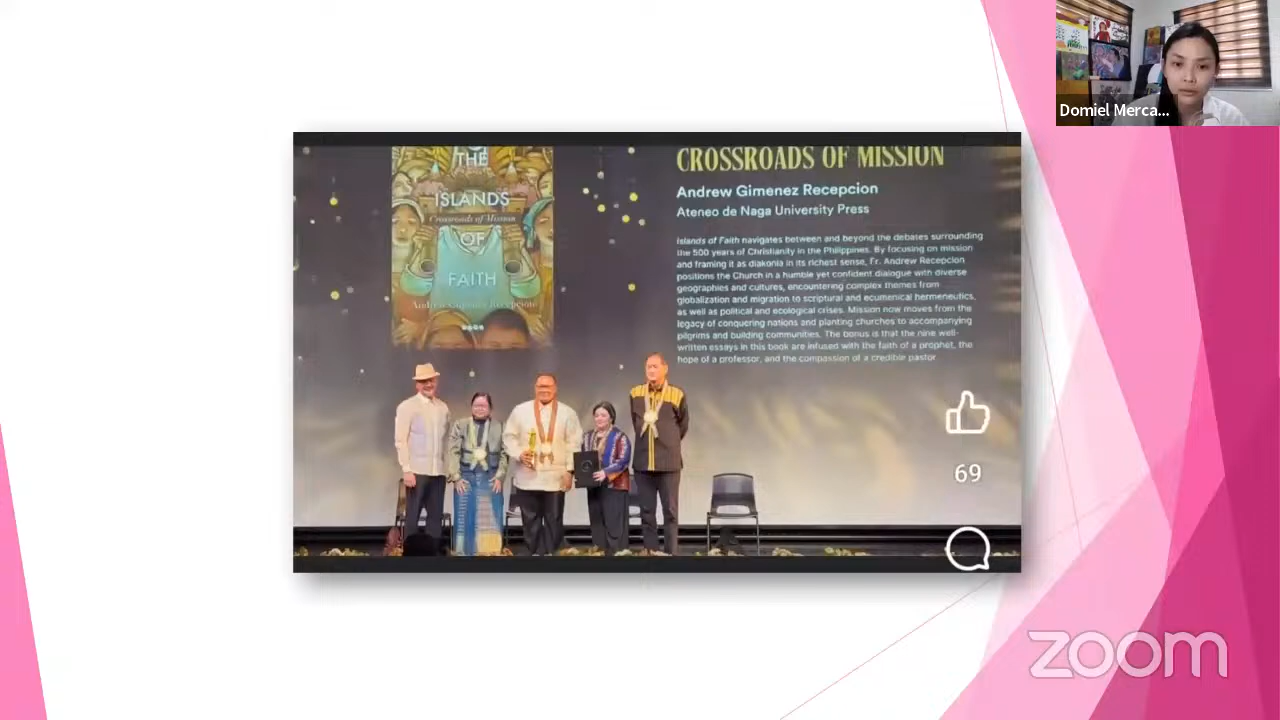 Domiel Merca...
THE
ISLANDS
Crossroads of Mission
OF
FAITH
Andrew Gimenez Recepcion
CROSSROADS OF MISSION
Andrew Gimenez Recepcion
Ateneo de Naga University Press
Islands of Faith navigates between and beyond the debates surrounding
the 500 years of Christianity in the Philippines. By focusing on mission
and framing it as diakonia in its richest sense, Fr. Andrew Recepcion
positions the Church in a humble yet confident dialogue with diverse
geographies and cultures, encountering complex themes from
globalization and migration to scriptural and ecumenical hermeneutics,
as well as political and ecological crises. Mission now moves from the
legacy of conquering nations and planting churches to accompanying
pilgrims and building communities. The bonus is that the nine well-
written essays in this book are infused with the faith of a prophet, the
hope of a professor, and the compassion of a credible pastor
69
zoom